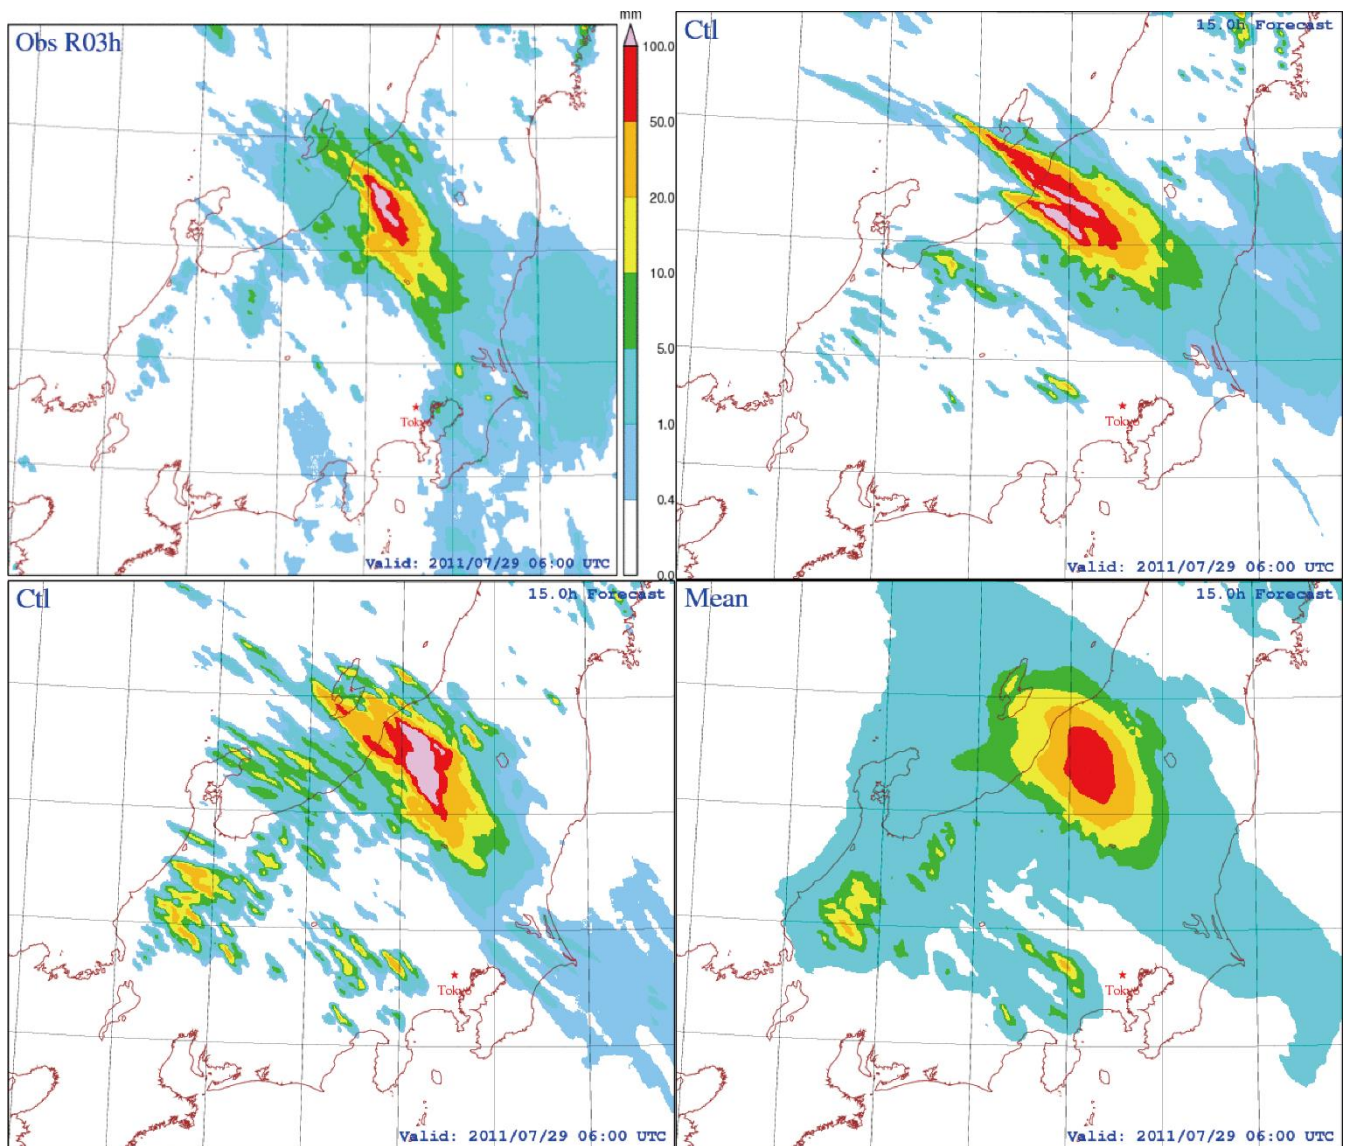 Obs R03h
mm
100.0
50.0
20.0
10.0
5.0
1.0
0.4
0.0
Tokyo
Valid: 2011/07/29 06:00 UTC
Ctl
15.0h Forecast
Tokyo
Valid: 2011/07/29 06:00 UTC
Ctl
15.0h Forecast
Tokyo
Valid: 2011/07/29 06:00 UTC
Mean
15.0h Forecast
Tokyo
Valid: 2011/07/29 06:00 UTC